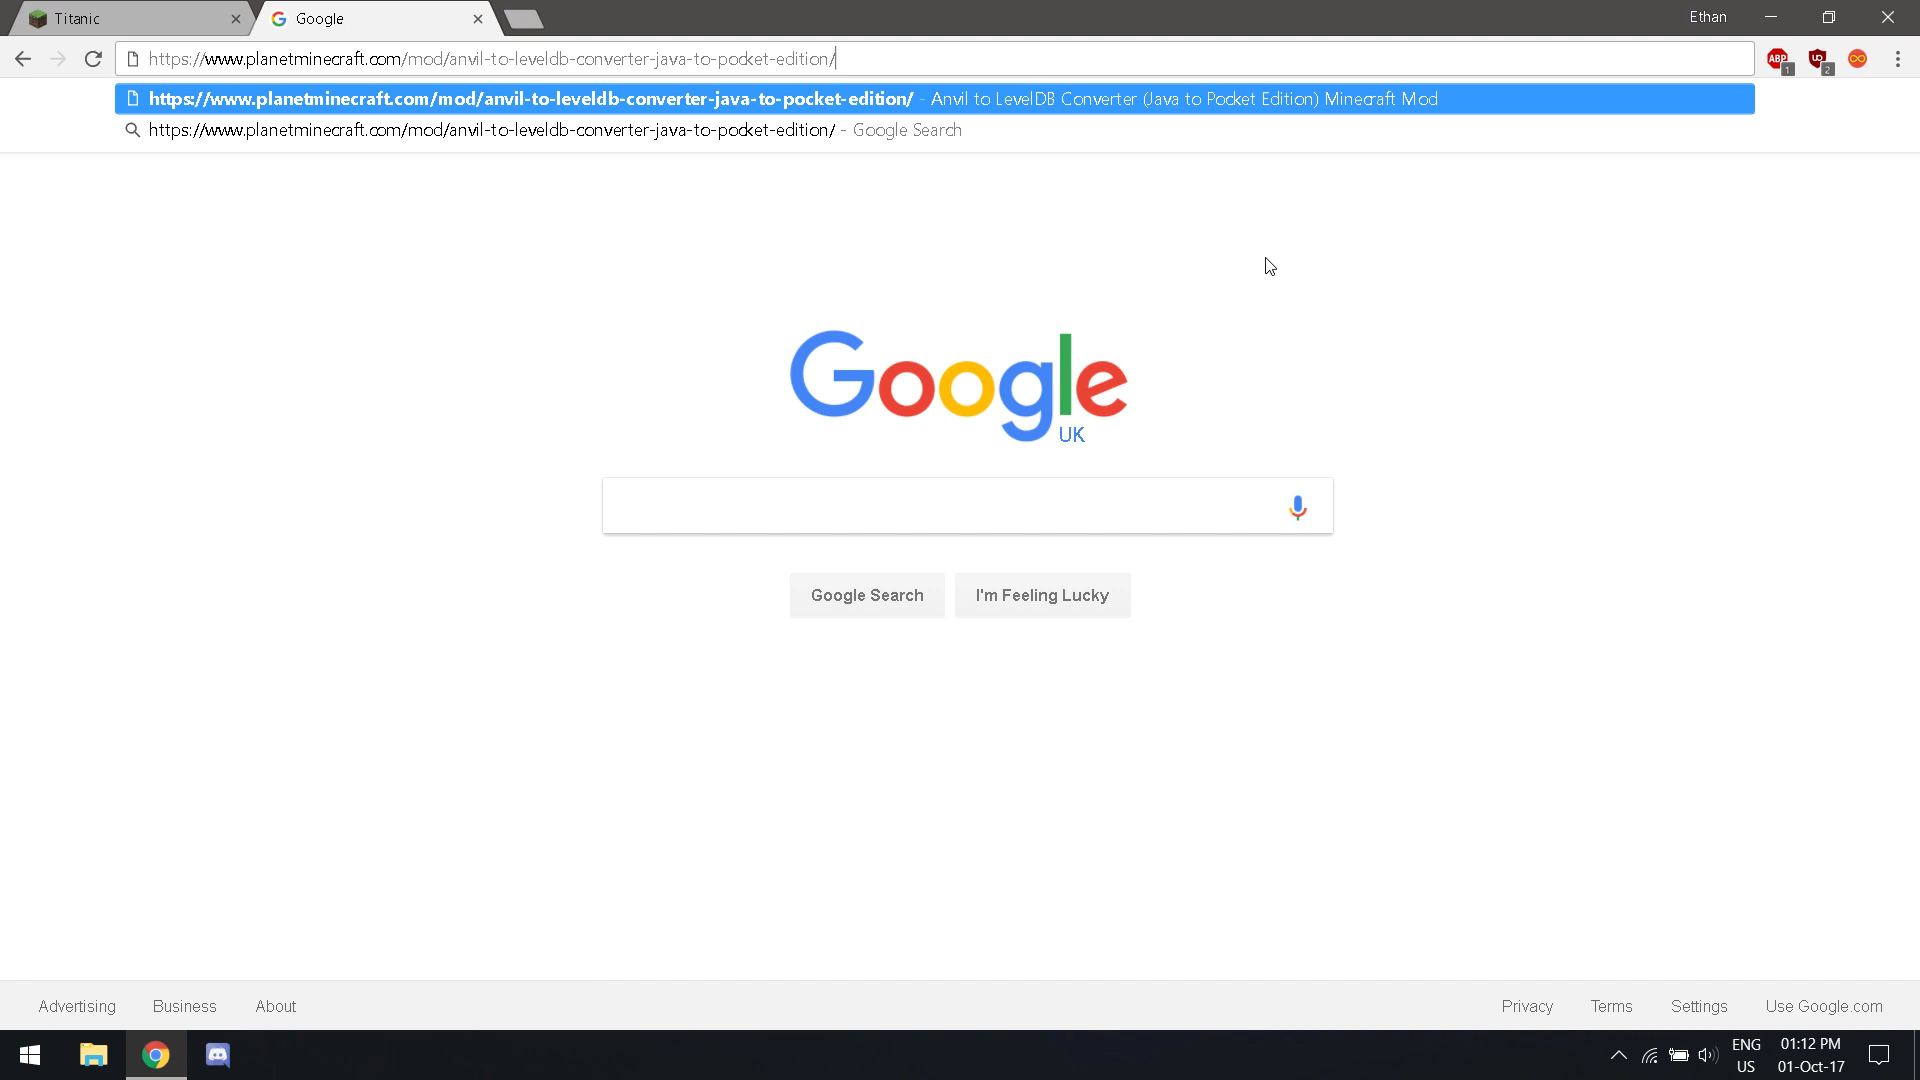 Titanic
Google
Ethan
https://www.planetminecraft.com/mod/anvil-to-leveldb-converter-java-to-pocket-edition/
ABP
1
2
https://www.planetminecraft.com/mod/anvil-to-leveldb-converter-java-to-pocket-edition/ - Anvil to LevelDB Converter (Java to Pocket Edition) Minecraft Mod
https://www.planetminecraft.com/mod/anvil-to-leveldb-converter-java-to-pocket-edition/ - Google Search
Google
UK
Google Search
I'm Feeling Lucky
Advertising Business About
Privacy Terms Settings Use Google.com
ENG
US
01:12 PM
01-Oct-17